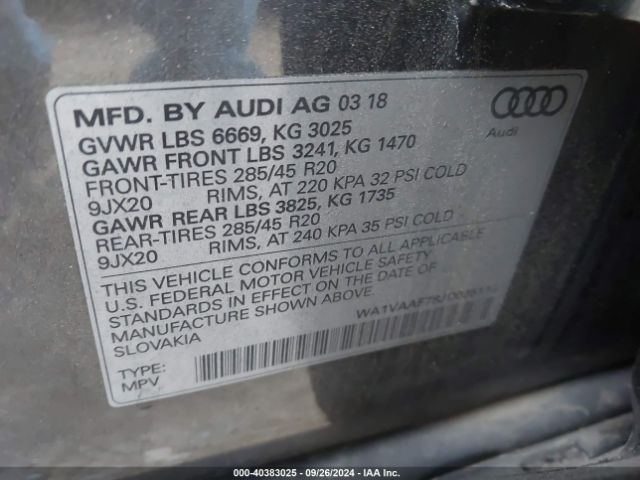 MFD. BY AUDI AG 03 18
GVWR LBS 6669, KG 3025
GAWR FRONT LBS 3241, KG 1470
FRONT-TIRES 285/45 R20
9JX20 RIMS, AT 220 KPA 32 PSI COLD
GAWR REAR LBS 3825, KG 1735
REAR-TIRES 285/45 R20
9JX20 RIMS, AT 240 KPA 35 PSI COLD
Audi
THIS VEHICLE CONFORMS TO ALL APPLICABLE
U.S. FEDERAL MOTOR VEHICLE SAFETY
STANDARDS IN EFFECT ON THE DATE OF
MANUFACTURE SHOWN ABOVE.
SLOVAKIA
TYPE:
MPV
000-40383025 - 09/26/2024 - IAA Inc.